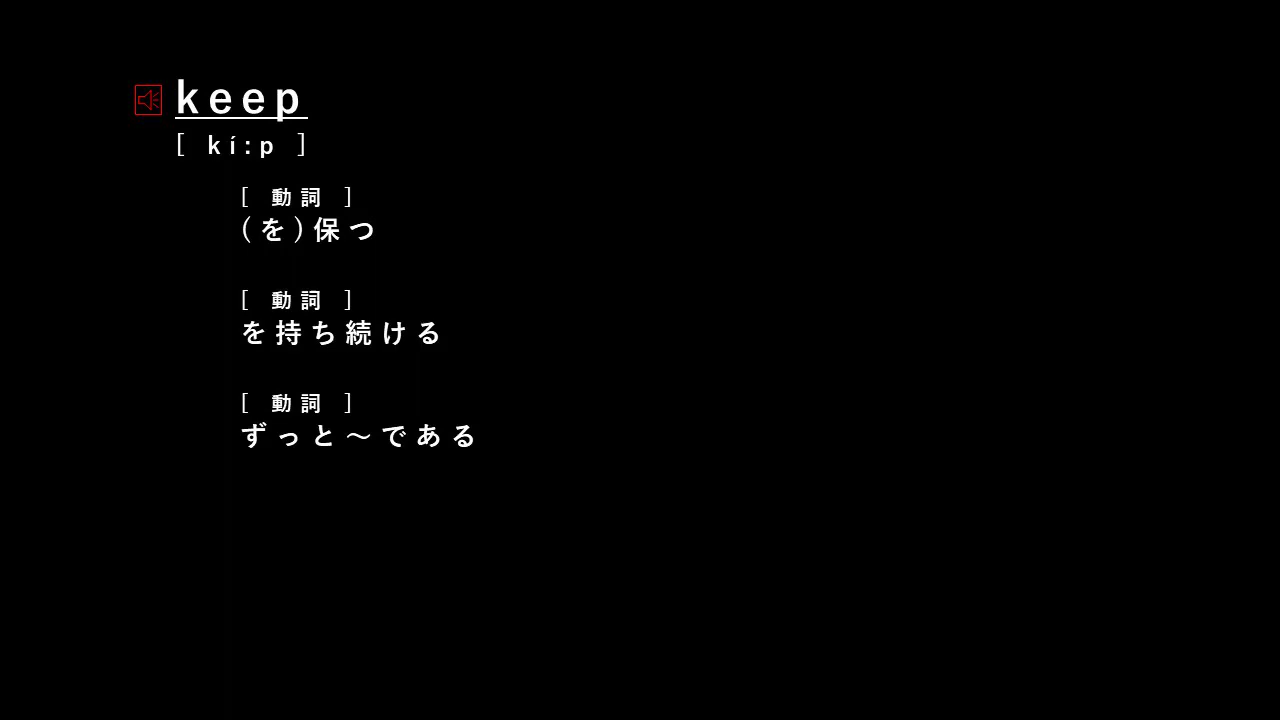 keep
[ kí:p ]
[ 動詞 ]
(を)保つ
[ 動詞 ]
を持ち続ける
[ 動詞 ]
ずっと～である